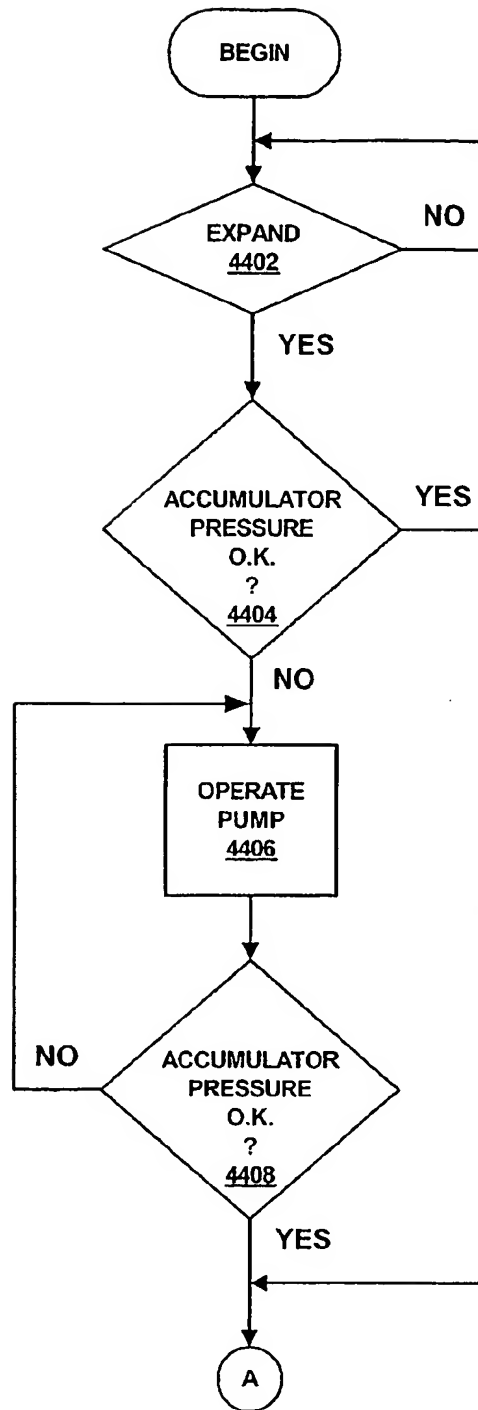 BEGIN
EXPAND
4402
NO
YES
ACCUMULATOR
PRESSURE
O.K.
?
4404
YES
NO
OPERATE
PUMP
4406
NO
ACCUMULATOR
PRESSURE
O.K.
?
4408
YES
A